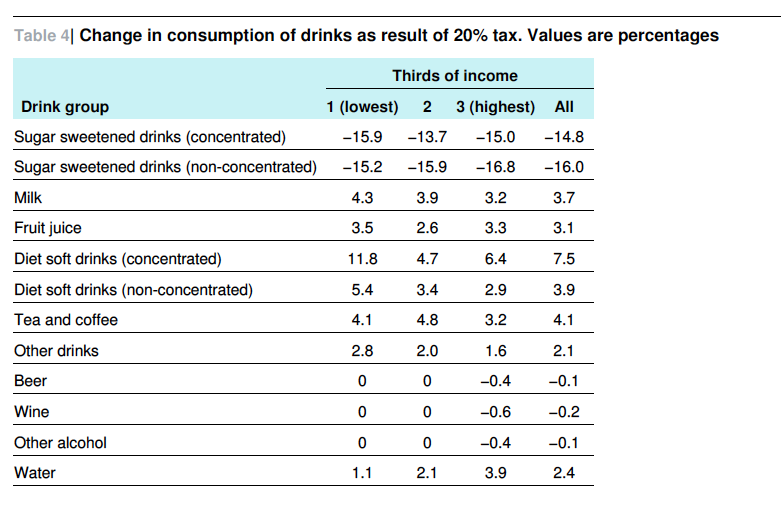 Table 4| Change in consumption of drinks as result of 20% tax. Values are percentages
Thirds of income
Drink group 1 (lowest) 2 3 (highest) All
Sugar sweetened drinks (concentrated) −15.9 −13.7 −15.0 −14.8
Sugar sweetened drinks (non-concentrated) −15.2 −15.9 −16.8 −16.0
Milk 4.3 3.9 3.2 3.7
Fruit juice 3.5 2.6 3.3 3.1
Diet soft drinks (concentrated) 11.8 4.7 6.4 7.5
Diet soft drinks (non-concentrated) 5.4 3.4 2.9 3.9
Tea and coffee 4.1 4.8 3.2 4.1
Other drinks 2.8 2.0 1.6 2.1
Beer 0 0 −0.4 −0.1
Wine 0 0 −0.6 −0.2
Other alcohol 0 0 −0.4 −0.1
Water 1.1 2.1 3.9 2.4